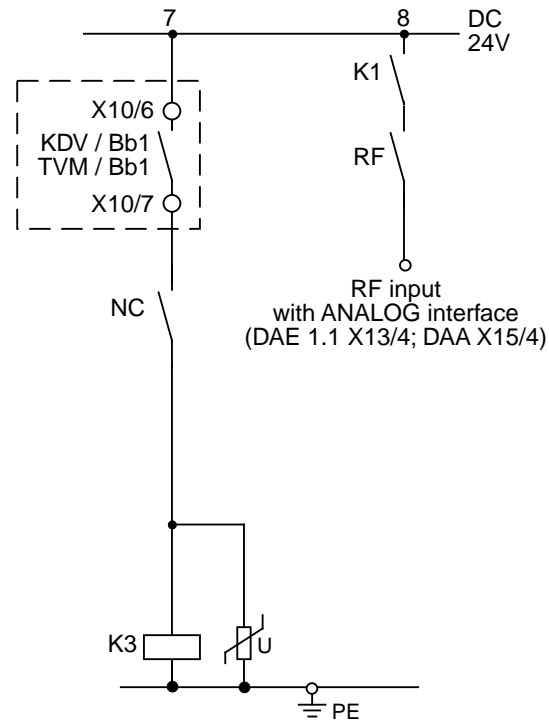 7
8
DC
24V
K1
X10/6
KDV / Bb1
TVM / Bb1
RF
X10/7
RF input
with ANALOG interface
(DAE 1.1 X13/4; DAA X15/4)
NC
K3
U
PE